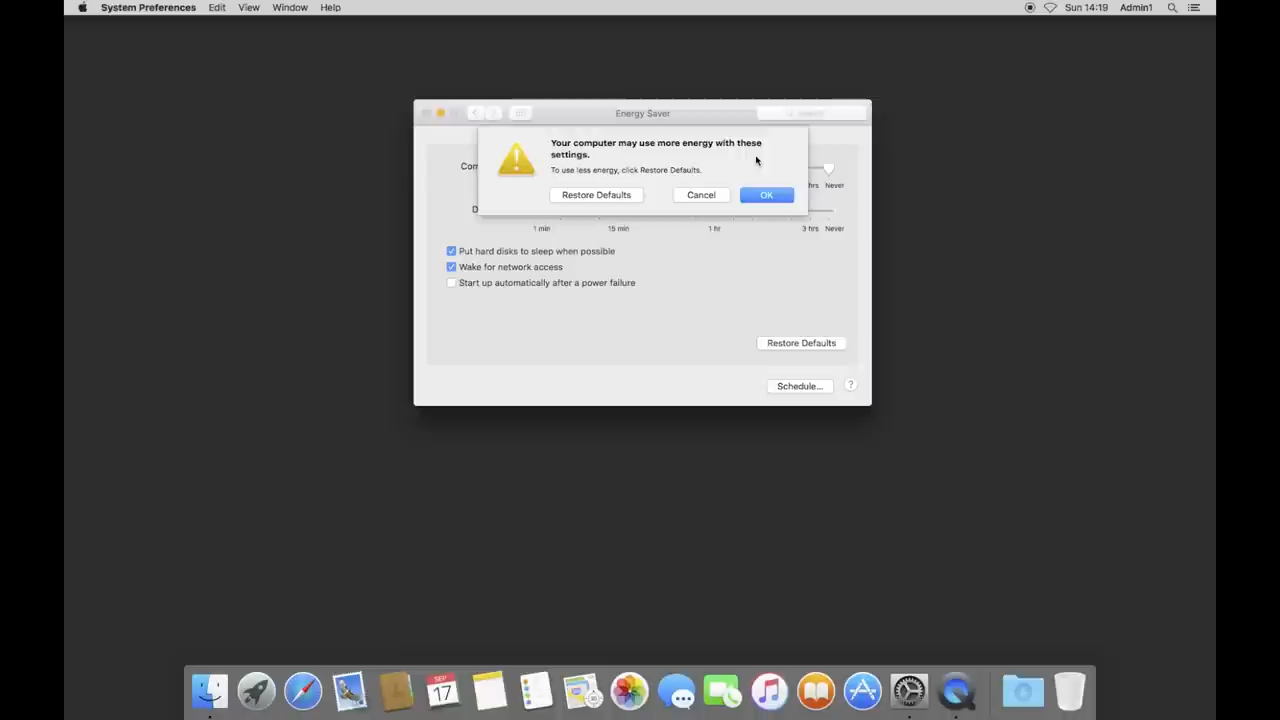 System Preferences Edit View Window Help Sun 14:19 Admin1
Energy Saver
Your computer may use more energy with these
settings.
To use less energy, click Restore Defaults.
Restore Defaults Cancel OK
hrs Never
1 min 15 min 1 hr 3 hrs Never
Put hard disks to sleep when possible
Wake for network access
Start up automatically after a power failure
Restore Defaults
Schedule... ?
SEP
17